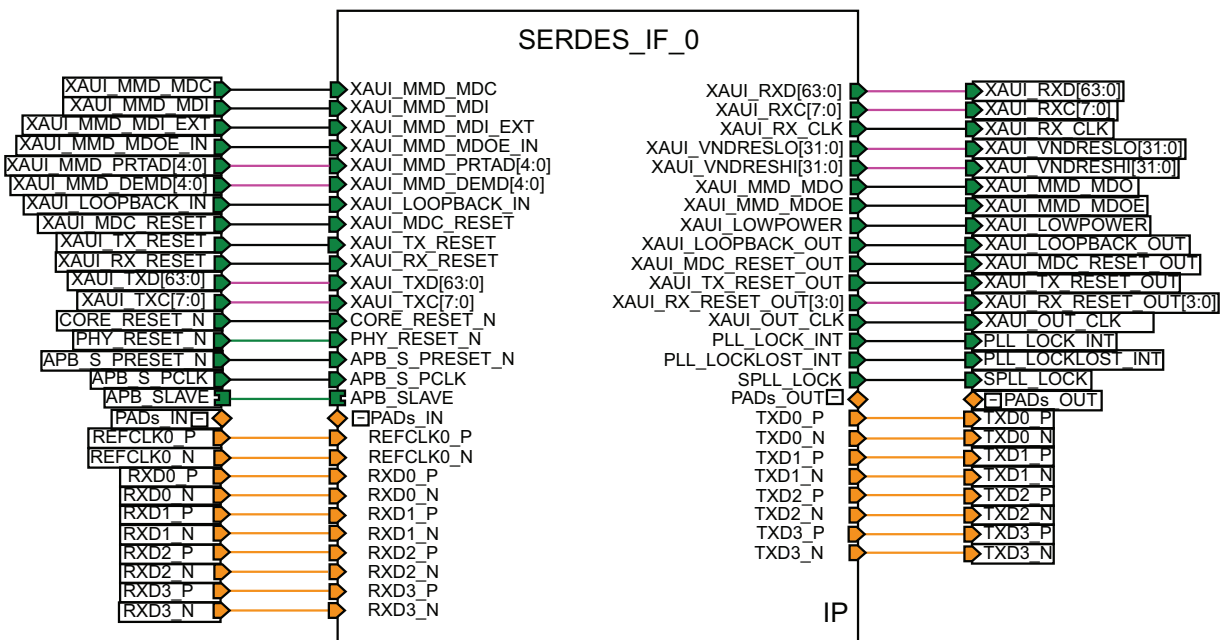 SERDES_IF_0
XAUI_MMD_MDC XAUI_MMD_MDC XAUI_RXD[63:0] XAUI_RXD[63:0]
XAUI_MMD_MDI XAUI_MMD_MDI XAUI_RXC[7:0] XAUI_RXC[7:0]
XAUI_MMD_MDI_EXT XAUI_MMD_MDI_EXT XAUI_RX_CLK XAUI_RX_CLK
XAUI_MMD_MDOE_IN XAUI_MMD_MDOE_IN XAUI_VNDRESLO[31:0] XAUI_VNDRESLO[31:0]
XAUI_MMD_PRTAD[4:0] XAUI_MMD_PRTAD[4:0] XAUI_VNDRESHI[31:0] XAUI_VNDRESHI[31:0]
XAUI_MMD_DEMD[4:0] XAUI_MMD_DEMD[4:0] XAUI_MMD_MDO XAUI_MMD_MDO
XAUI_LOOPBACK_IN XAUI_LOOPBACK_IN XAUI_MMD_MDOE XAUI_MMD_MDOE
XAUI_MDC_RESET XAUI_MDC_RESET XAUI_LOWPOWER XAUI_LOWPOWER
XAUI_TX_RESET XAUI_TX_RESET XAUI_LOOPBACK_OUT XAUI_LOOPBACK_OUT
XAUI_RX_RESET XAUI_RX_RESET XAUI_MDC_RESET_OUT XAUI_MDC_RESET_OUT
XAUI_TXD[63:0] XAUI_TXD[63:0] XAUI_TX_RESET_OUT XAUI_TX_RESET_OUT
XAUI_TXC[7:0] XAUI_TXC[7:0] XAUI_RX_RESET_OUT[3:0] XAUI_RX_RESET_OUT[3:0]
CORE_RESET_N CORE_RESET_N XAUI_OUT_CLK XAUI_OUT_CLK
PHY_RESET_N PHY_RESET_N PLL_LOCK_INT PLL_LOCK_INT
APB_S_PRESET_N APB_S_PRESET_N PLL_LOCKLOST_INT PLL_LOCKLOST_INT
APB_S_PCLK APB_S_PCLK SPLL_LOCK SPLL_LOCK
APB_SLAVE APB_SLAVE PADs_OUT PADs_OUT
PADs_IN PADs_IN TXD0_P TXD0_P
REFCLK0_P REFCLK0_P TXD0_N TXD0_N
REFCLK0_N REFCLK0_N TXD1_P TXD1_P
RXD0_P RXD0_P TXD1_N TXD1_N
RXD0_N RXD0_N TXD2_P TXD2_P
RXD1_P RXD1_P TXD2_N TXD2_N
RXD1_N RXD1_N TXD3_P TXD3_P
RXD2_P RXD2_P TXD3_N TXD3_N
RXD2_N RXD2_N
RXD3_P RXD3_P
RXD3_N RXD3_N
IP